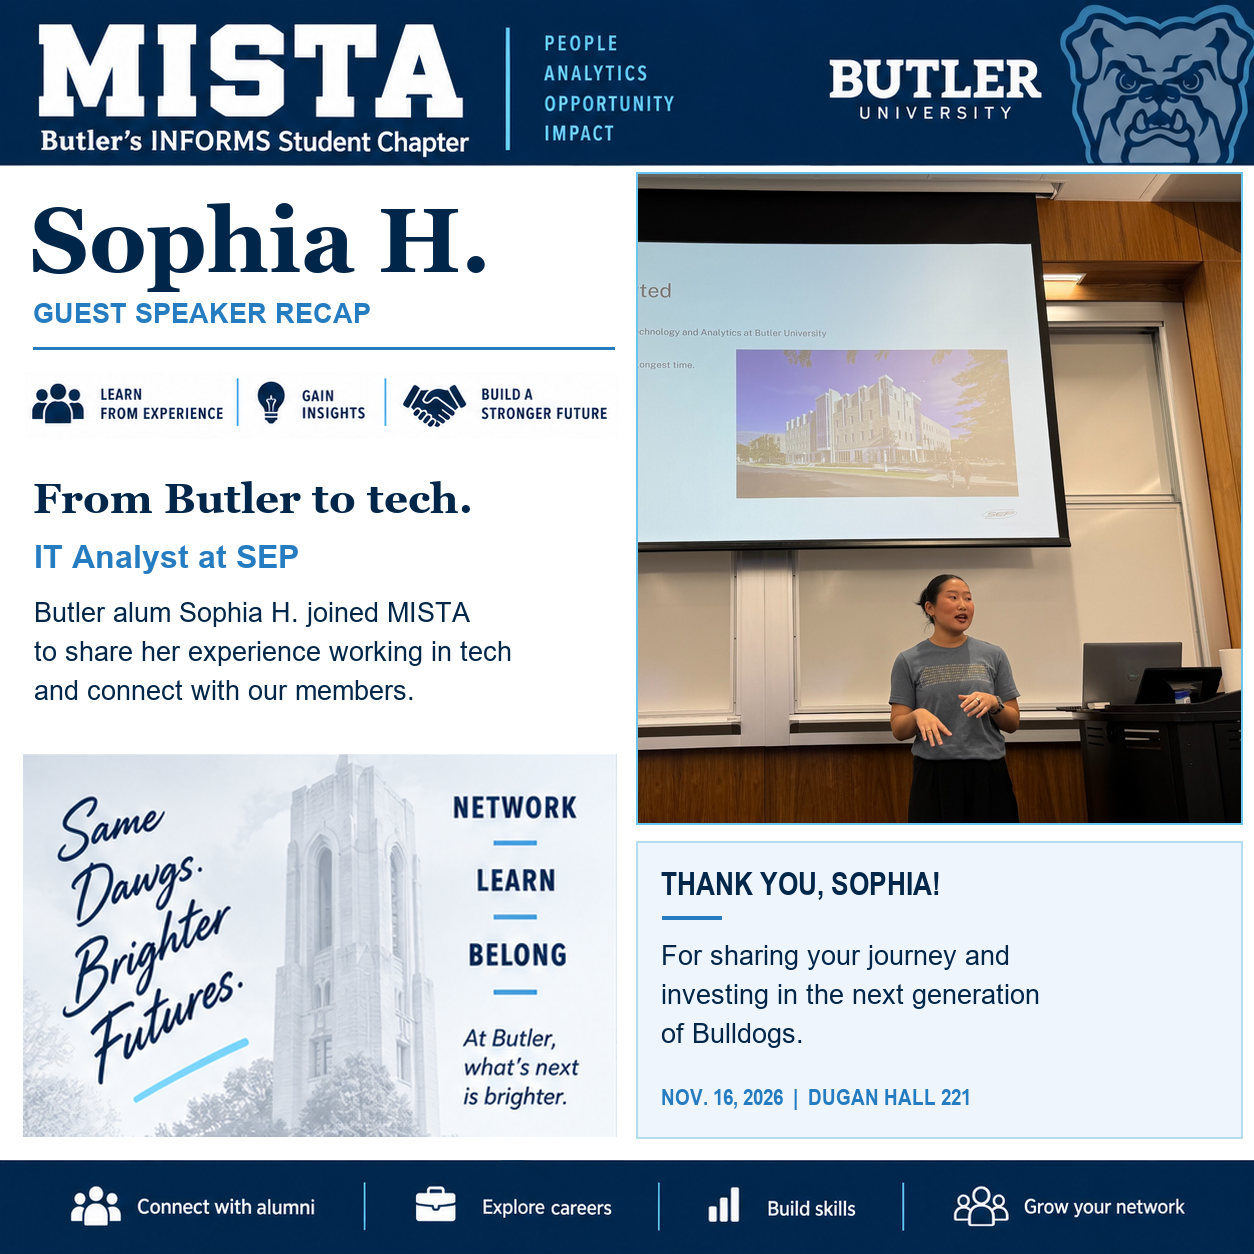 MISTA
Butler's INFORMS Student Chapter
PEOPLE
ANALYTICS
OPPORTUNITY
IMPACT
BUTLER
UNIVERSITY
Sophia H.
GUEST SPEAKER RECAP
LEARN
FROM EXPERIENCE
GAIN
INSIGHTS
BUILD A
STRONGER FUTURE
From Butler to tech.
IT Analyst at SEP
Butler alum Sophia H. joined MISTA
to share her experience working in tech
and connect with our members.
ted
chnology and Analytics at Butler University
ongest time.
SEP
Same
Dawgs.
Brighter
Futures.
NETWORK
LEARN
BELONG
At Butler,
what's next
is brighter.
THANK YOU, SOPHIA!
For sharing your journey and
investing in the next generation
of Bulldogs.
NOV. 16, 2026 | DUGAN HALL 221
Connect with alumni
Explore careers
Build skills
Grow your network